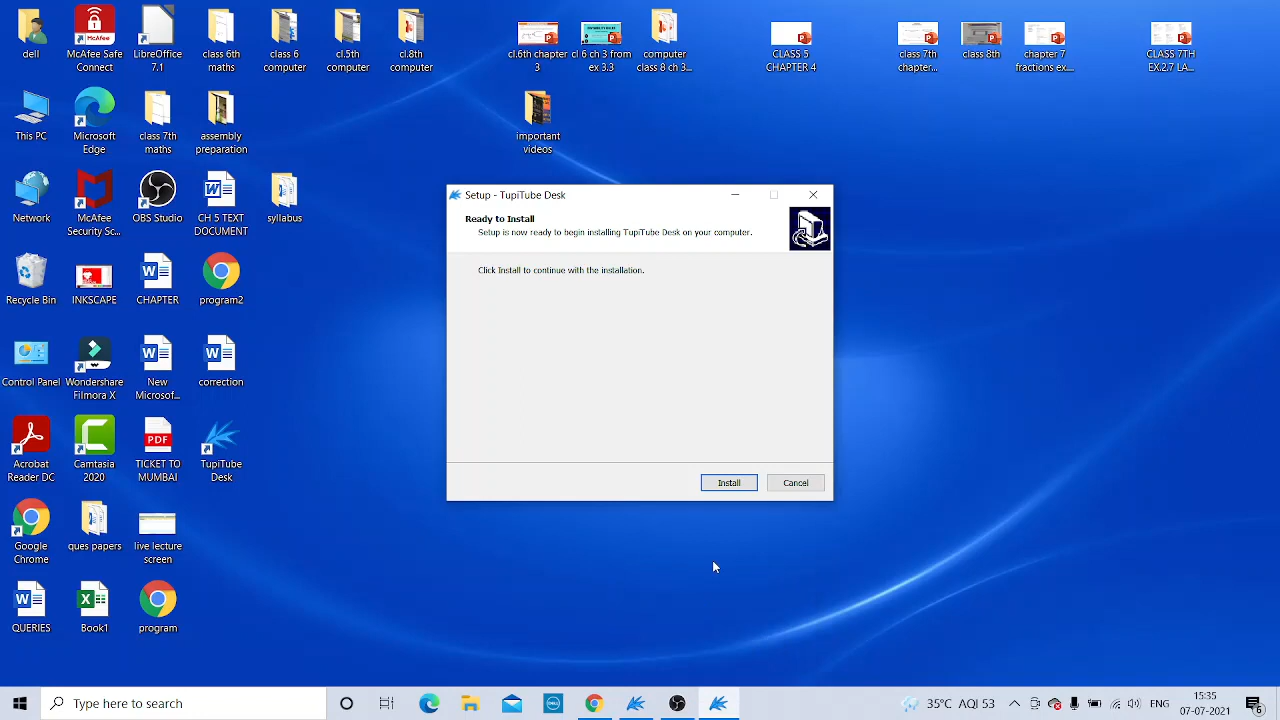 dell
McAfee Safe
Connect
LibreOffice
7.1
class 6th
maths
class 6
computer
cl.5th
computer
cl.8th
computer
cl.6th chapter
3
cl 6 ch 3 from
ex 3.3
computer
class 8 ch 3...
CLASS 5
CHAPTER 4
class 7th
chapter...
class 8th
chapter 7
fractions ex...
CLASS 7TH
EX:2.7 LA...
This PC
Microsoft
Edge
class 7th
maths
assembly
preparation
important
videos
Network
McAfee
Security Sc...
OBS Studio
CH 5 TEXT
DOCUMENT
syllabus
Setup - TupiTube Desk
Ready to Install
Setup is now ready to begin installing TupiTube Desk on your computer.
Click Install to continue with the installation.
Install
Cancel
Recycle Bin
INKSCAPE
CHAPTER
program2
Control Panel
Wondershare
Filmora X
New
Microsof...
correction
Acrobat
Reader DC
Camtasia
2020
PDF
TICKET TO
MUMBAI
TupiTube
Desk
Google
Chrome
ques papers
live lecture
screen
QUERIES
Book1
program
Type here to search
DELL
35°C AQI 53
ENG
15:35
07-07-2021
6